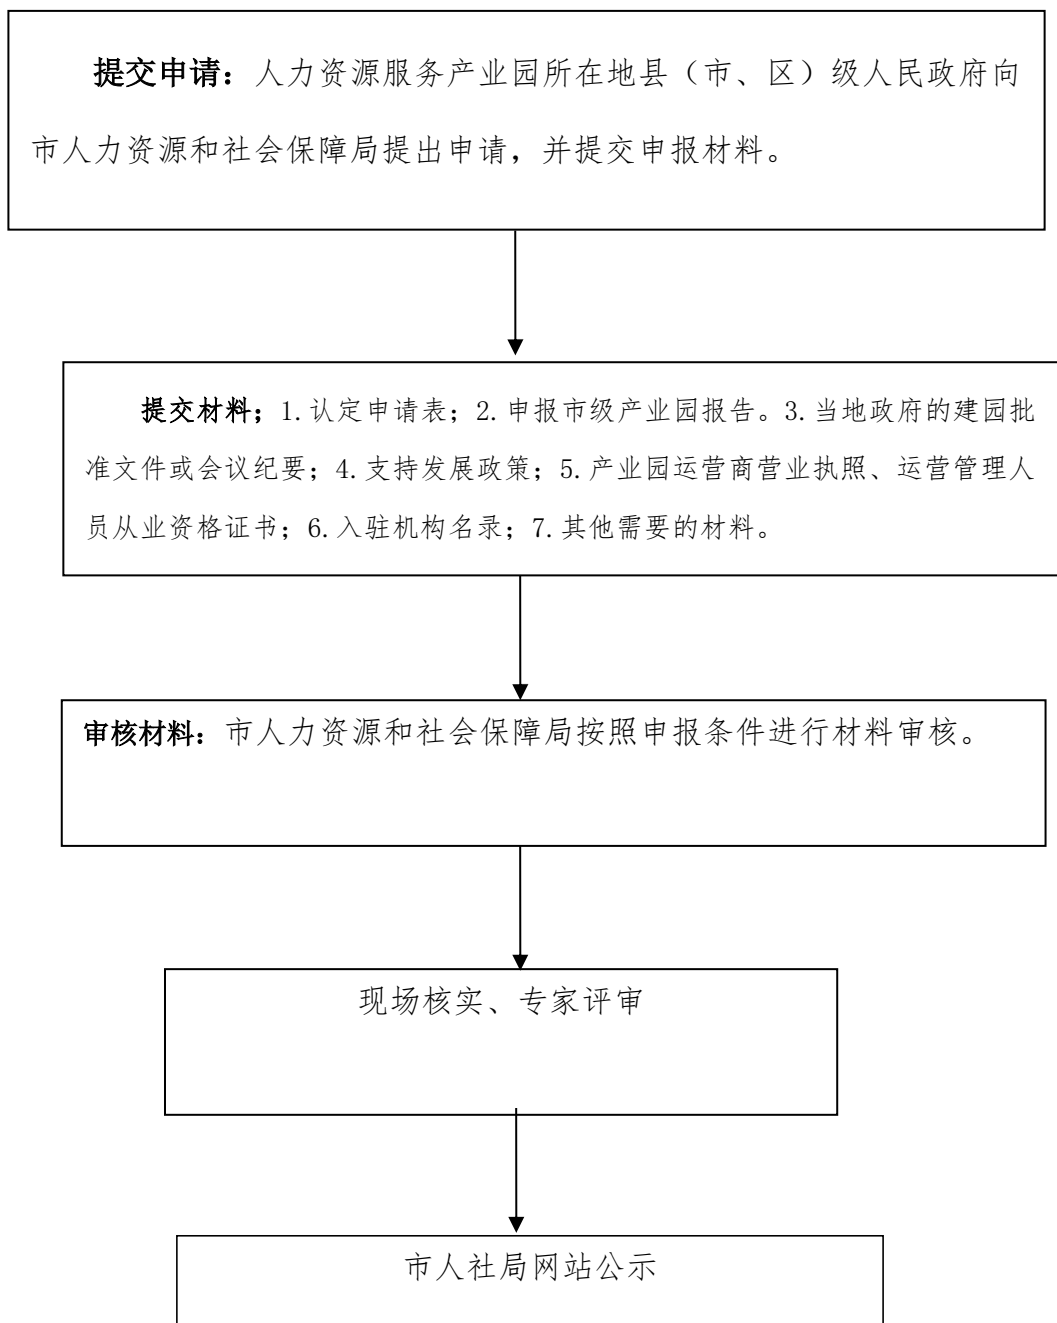 提交申请：人力资源服务产业园所在地县（市、区）级人民政府向
市人力资源和社会保障局提出申请，并提交申报材料。
提交材料；1.认定申请表；2.申报市级产业园报告。3.当地政府的建园批
准文件或会议纪要；4.支持发展政策；5.产业园运营商营业执照、运营管理人
员从业资格证书；6.入驻机构名录；7.其他需要的材料。
审核材料：市人力资源和社会保障局按照申报条件进行材料审核。
现场核实、专家评审
市人社局网站公示